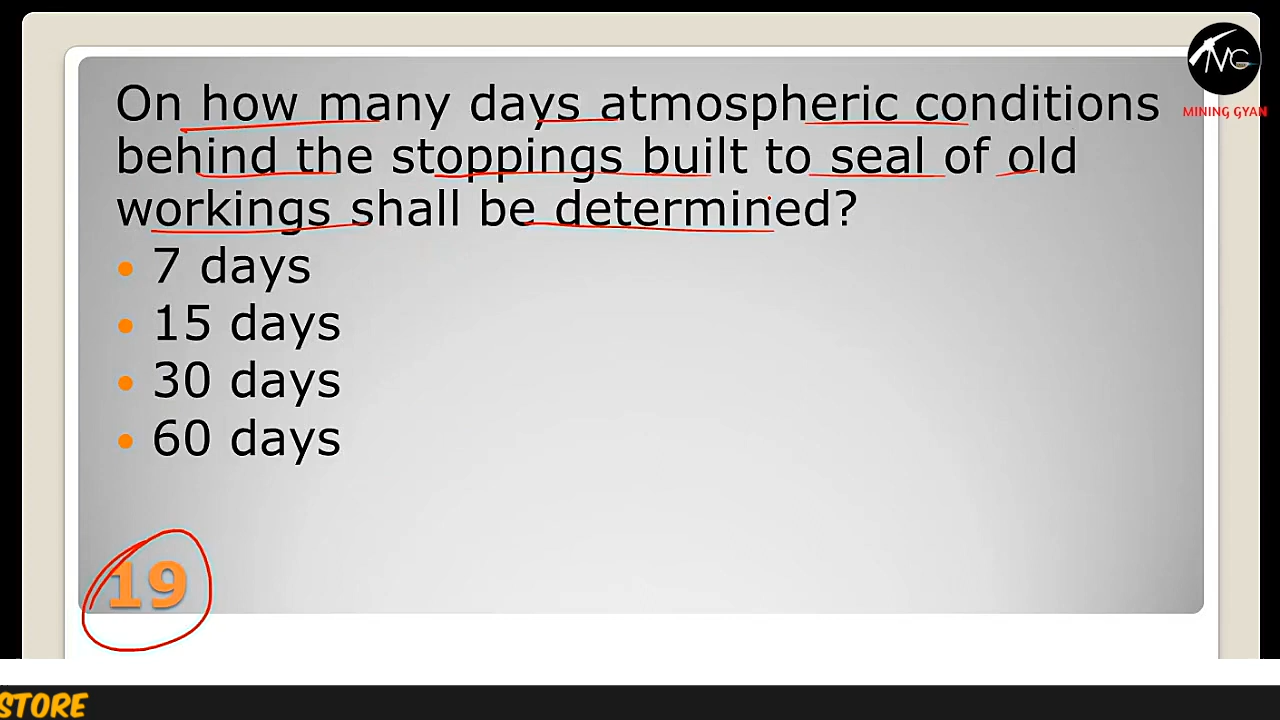 On how many days atmospheric conditions
behind the stoppings built to seal of old
workings shall be determined?
• 7 days
• 15 days
• 30 days
• 60 days
19
MG
MINING GYAN
STORE